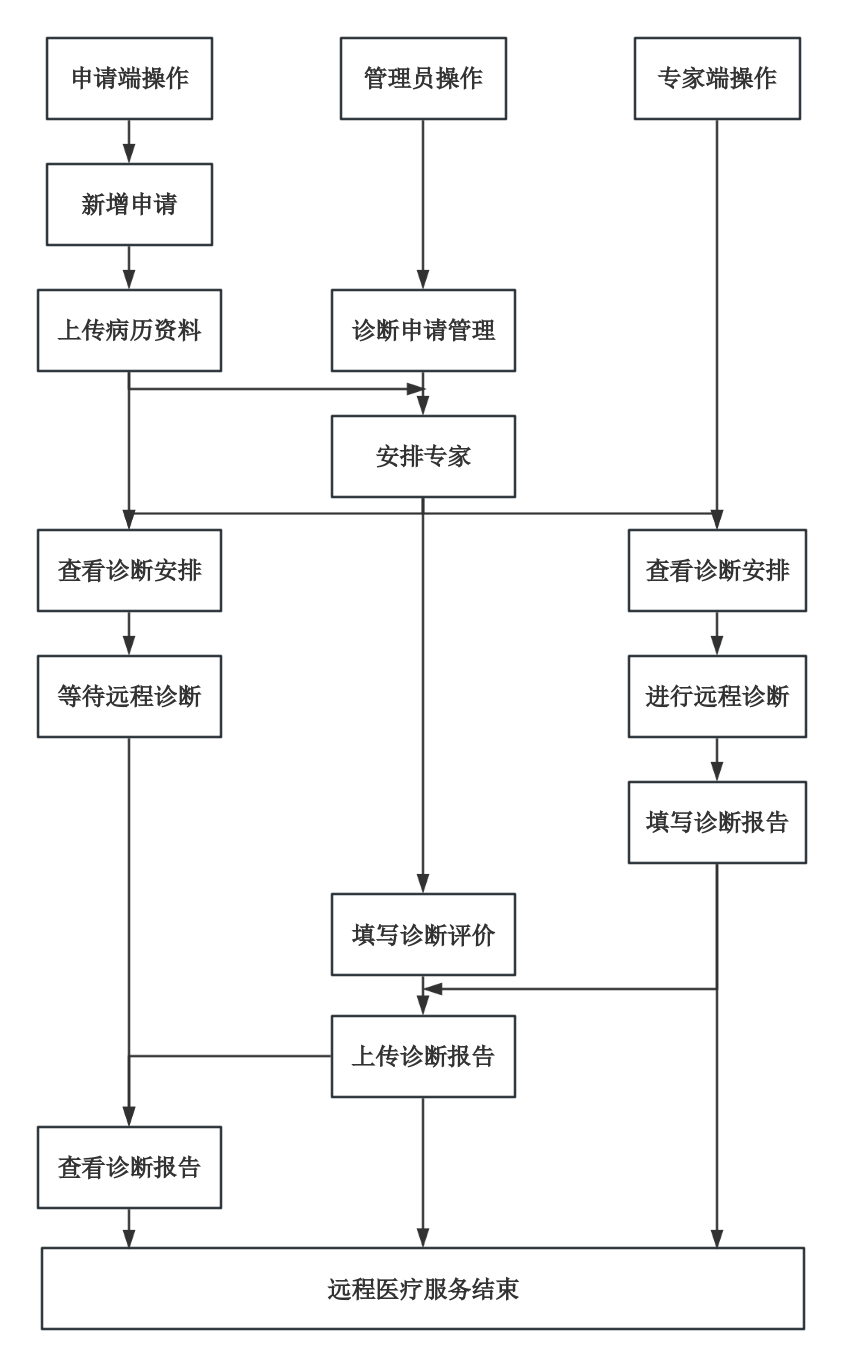 申请端操作
管理员操作
专家端操作
新增申请
上传病历资料
诊断申请管理
安排专家
查看诊断安排
查看诊断安排
等待远程诊断
进行远程诊断
填写诊断报告
填写诊断评价
上传诊断报告
查看诊断报告
远程医疗服务结束